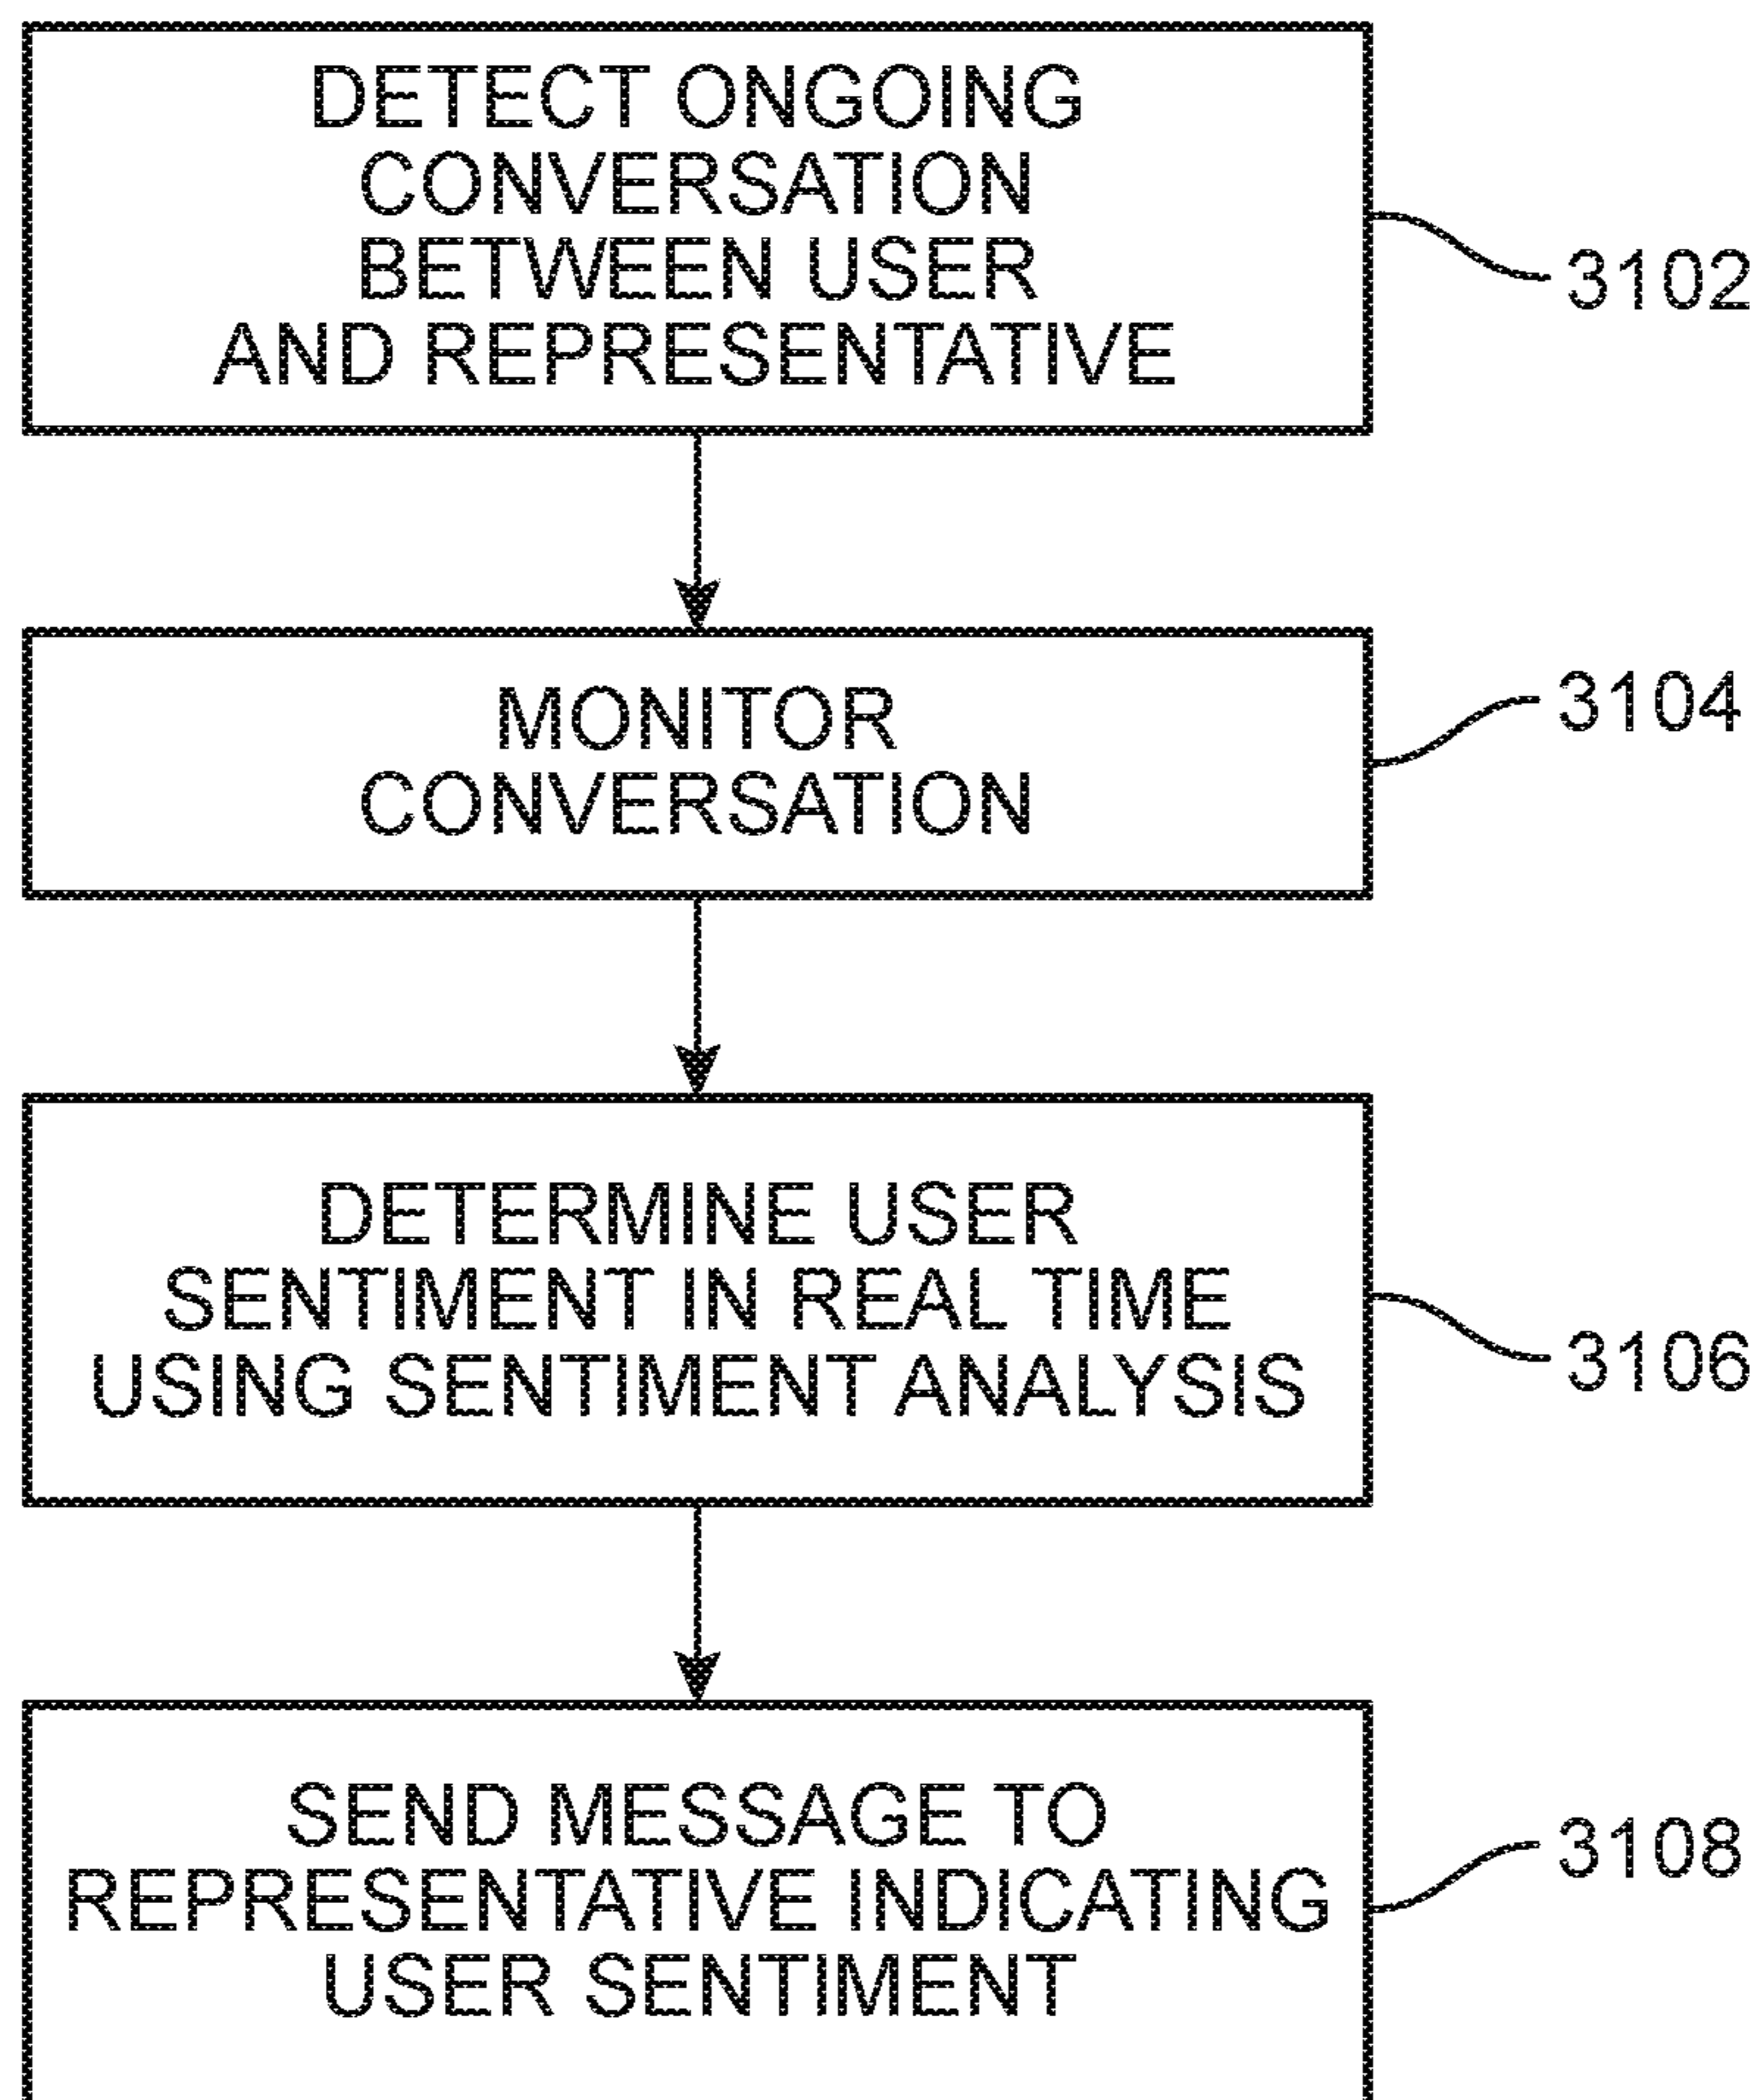 DETECT ONGOING
CONVERSATION
BETWEEN USER
AND REPRESENTATIVE
3102
MONITOR
CONVERSATION
3104
DETERMINE USER
SENTIMENT IN REAL TIME
USING SENTIMENT ANALYSIS
3106
SEND MESSAGE TO
REPRESENTATIVE INDICATING
USER SENTIMENT
3108